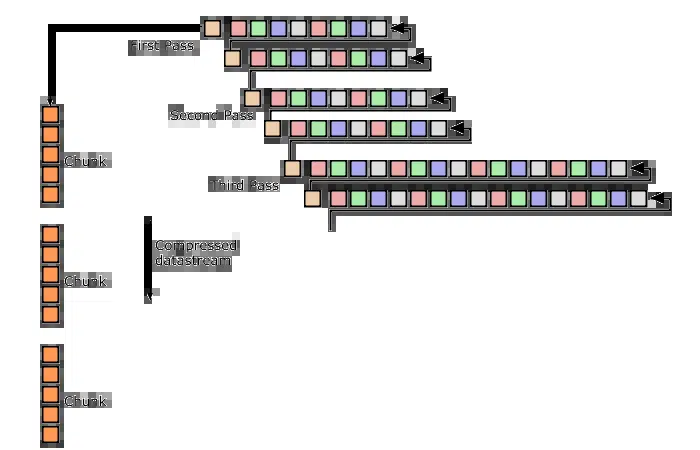 First Pass
Second Pass
Chunk
Third Pass
Compressed
datastream
Chunk
Chunk